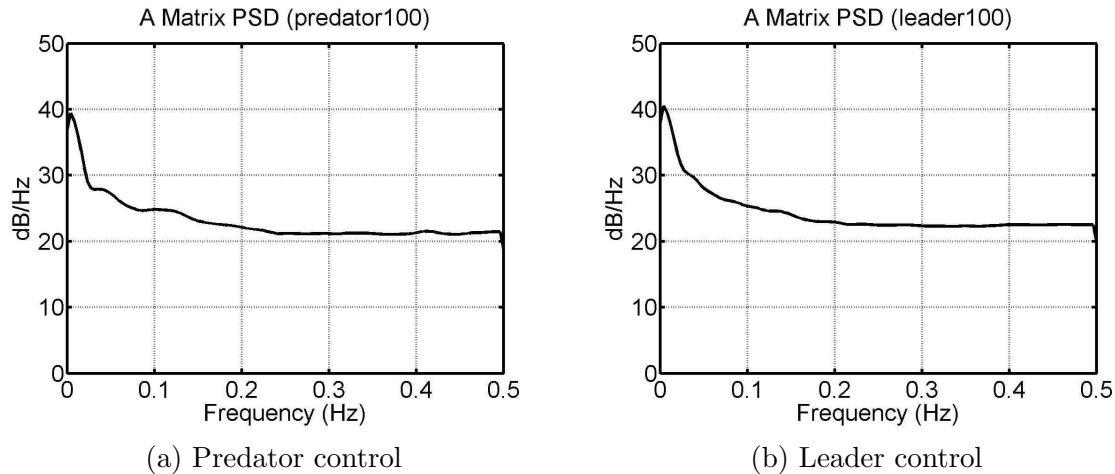 A Matrix PSD (predator100)
50
40
30
20
10
0
dB/Hz
0 0.1 0.2 0.3 0.4 0.5
Frequency (Hz)
(a) Predator control
A Matrix PSD (leader100)
50
40
30
20
10
0
dB/Hz
0 0.1 0.2 0.3 0.4 0.5
Frequency (Hz)
(b) Leader control